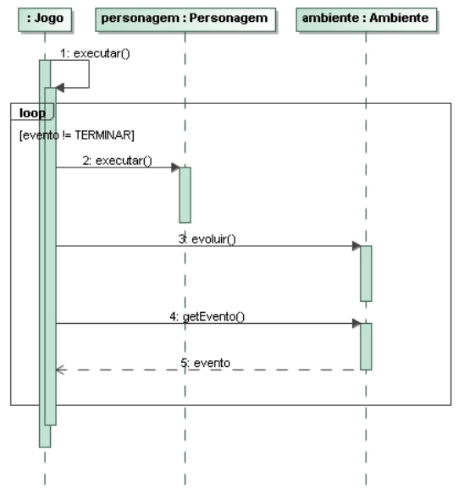 : Jogo
personagem : Personagem
ambiente : Ambiente
1: executar()
loop
[evento != TERMINAR]
2: executar()
3: evoluir()
4: getEvento()
5: evento